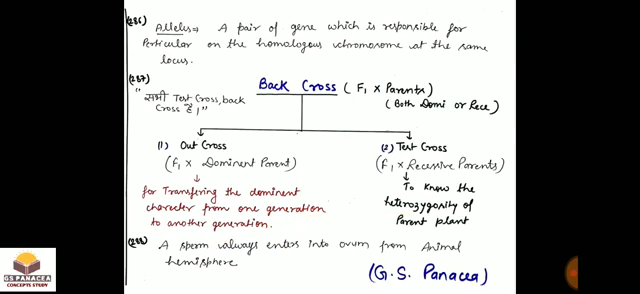 (286) Alleles ⇒ A pair of gene which is responsible for
Perticular on the homologous chromosome at the same
locus.
(287)
Back Cross (F₁ x Parents)
(Both Domi or Rece)
" सभी Test Cross, back
Cross है। "
(1) Out Cross
(F₁ x Dominent Parent)
(2) Test Cross
(F₁ x Recessive Parents)
for Transfering the dominent
character from one generation
to another generation.
To Know the
heterozygosity of
Parent plant
(288) A sperm always enters into ovum from Animal
hemisphere
(G.S. Panacea)
GS PANACEA
CONCEPTS STUDY